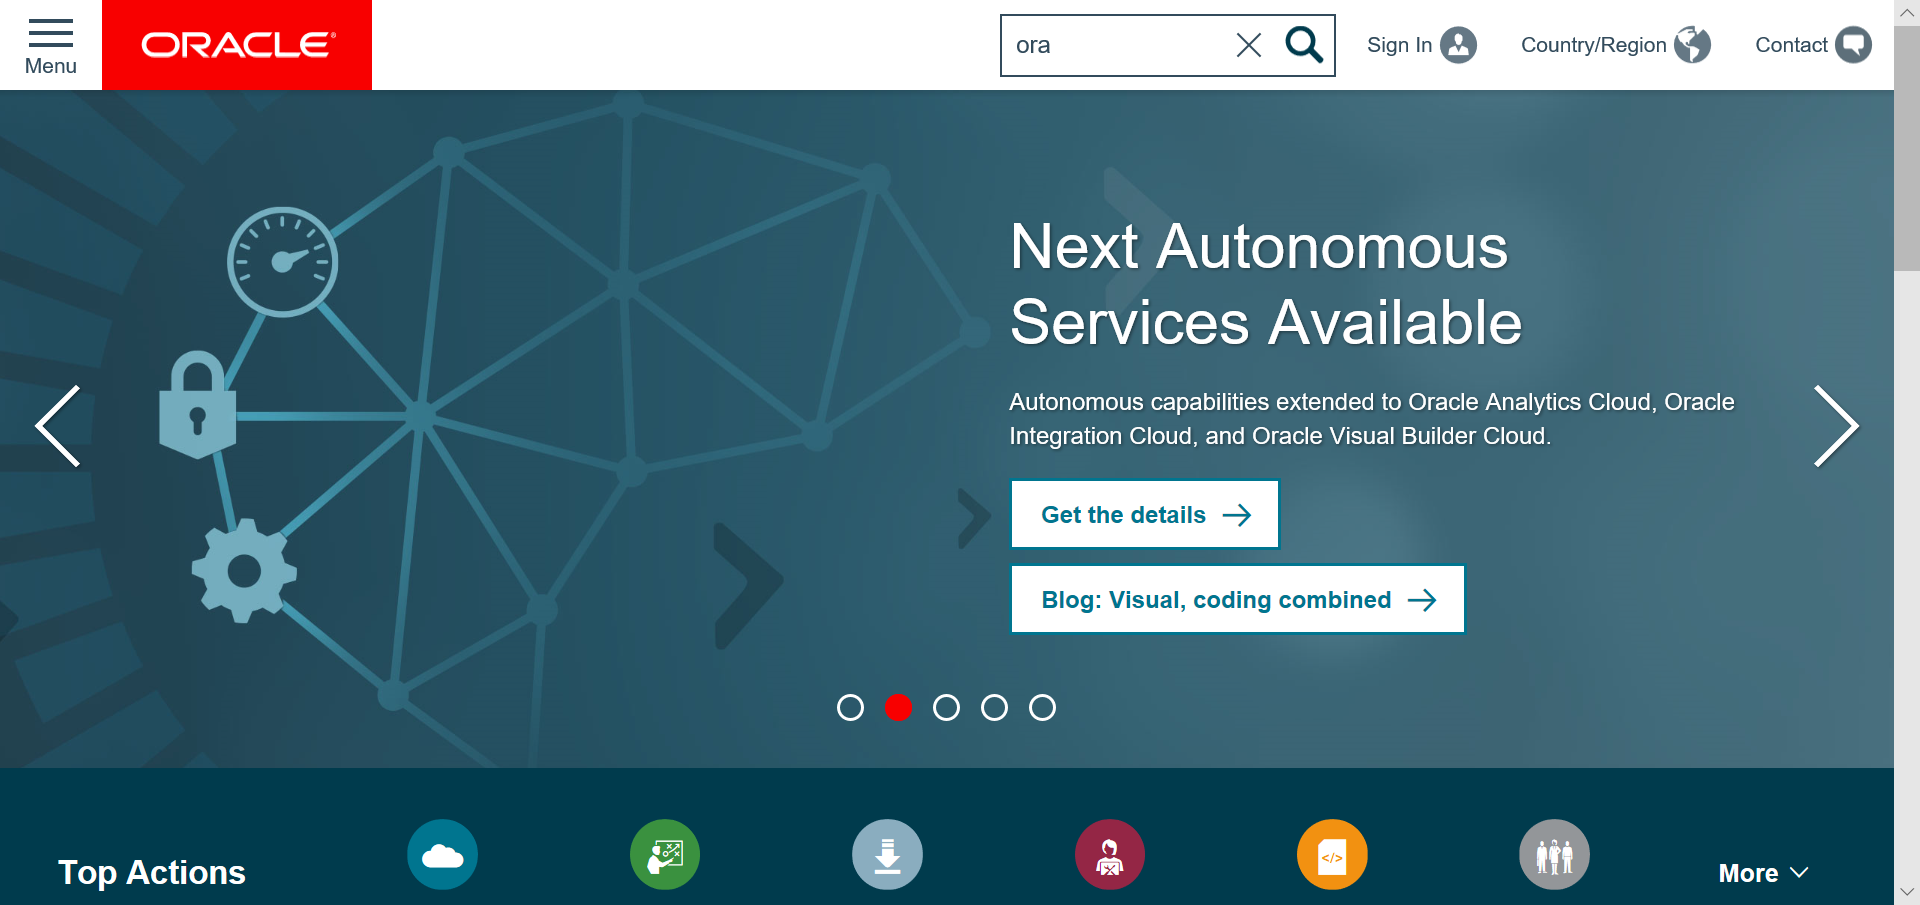 Menu
ORACLE®
ora
Sign In
Country/Region
Contact
Next Autonomous
Services Available
Autonomous capabilities extended to Oracle Analytics Cloud, Oracle
Integration Cloud, and Oracle Visual Builder Cloud.
Get the details
Blog: Visual, coding combined
Top Actions
</>
More